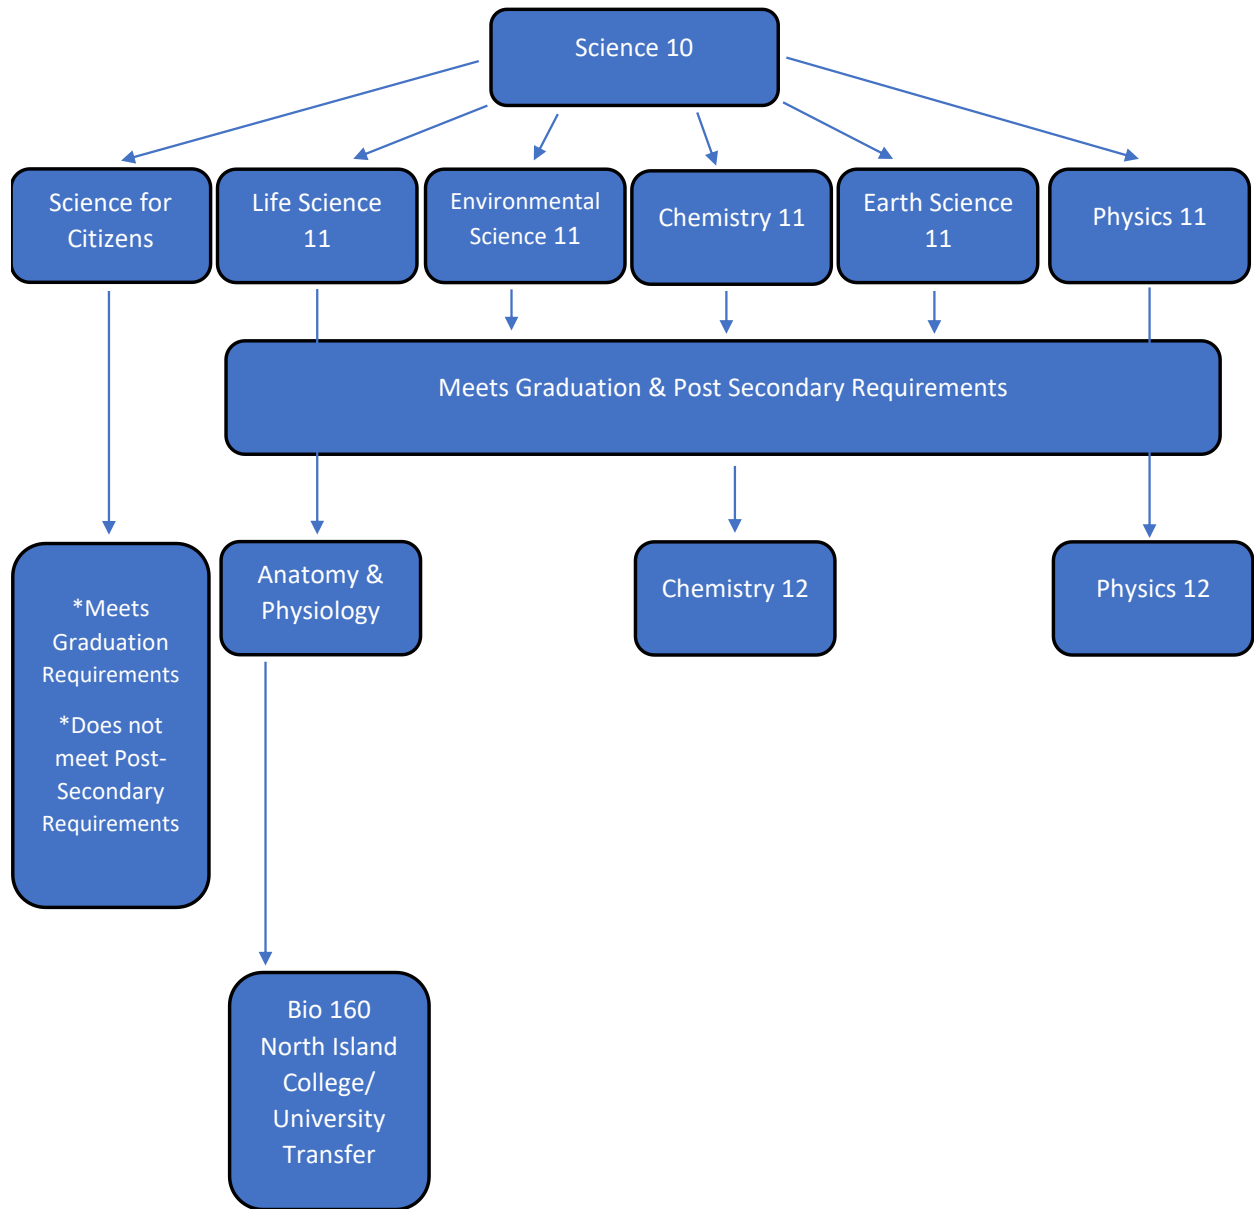 Science 10
Science for
Citizens
Life Science
11
Environmental
Science 11
Chemistry 11
Earth Science
11
Physics 11
Meets Graduation & Post Secondary Requirements
*Meets
Graduation
Requirements
*Does not
meet Post-
Secondary
Requirements
Anatomy &
Physiology
Chemistry 12
Physics 12
Bio 160
North Island
College/
University
Transfer